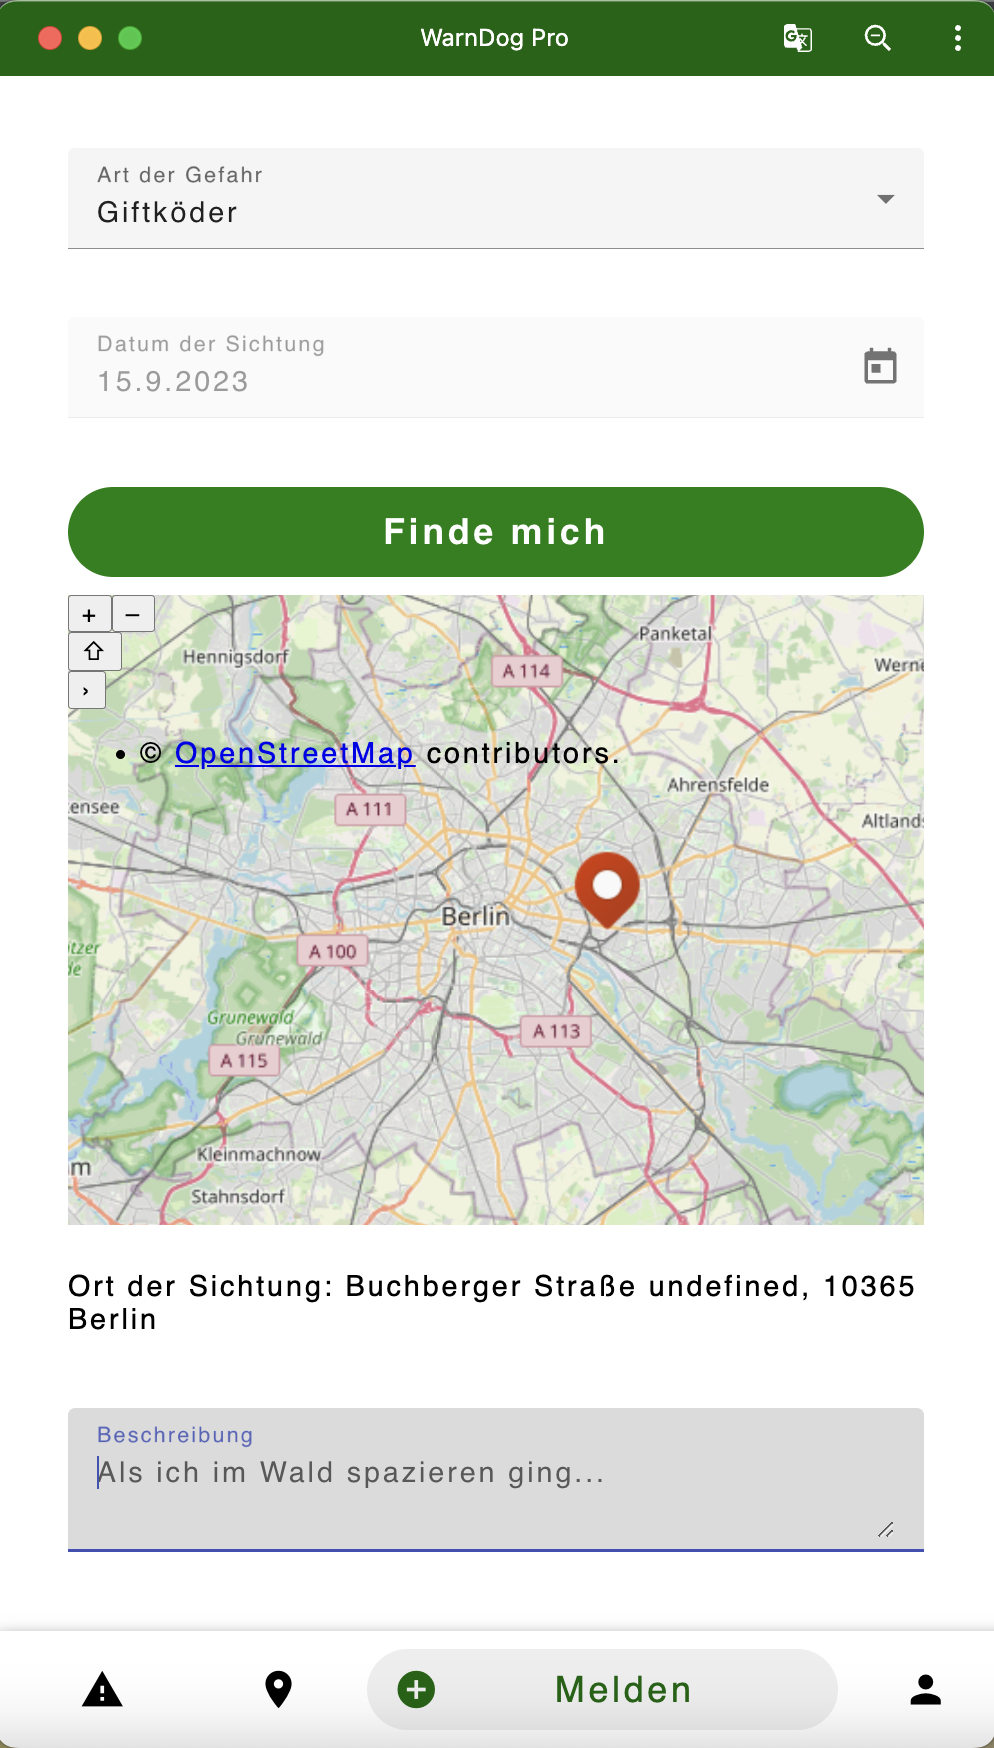 WarnDog Pro
Art der Gefahr
Giftköder
Datum der Sichtung
15.9.2023
Finde mich
+ −
⇧
›
Panketal
Hennigsdorf
Werne
A 114
• © OpenStreetMap contributors.
Ahrensfelde
ensee
A 111
Altlands
Berlin
tzer
de
A 100
Grunewald
Grunewald
A 113
A 115
Kleinmachnow
m
Stahnsdorf
Ort der Sichtung: Buchberger Straße undefined, 10365
Berlin
Beschreibung
Als ich im Wald spazieren ging...
Melden